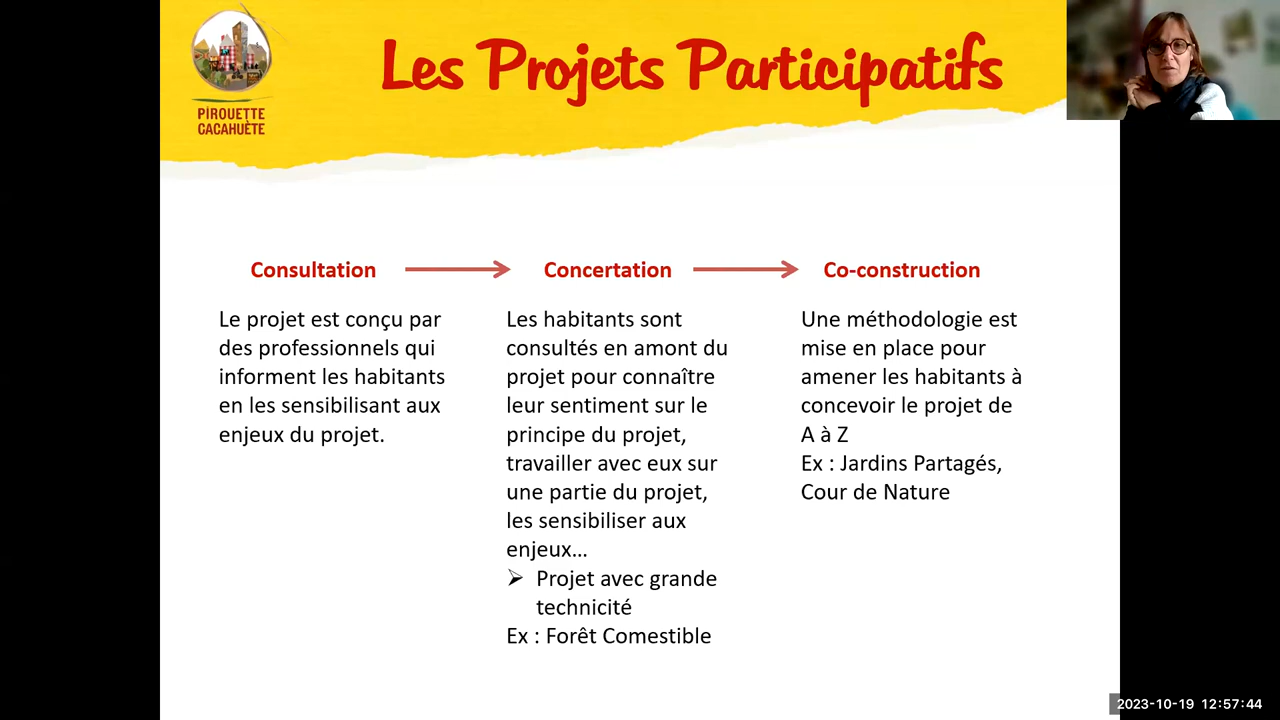 Les Projets Participatifs
PIROUETTE
CACAHUÈTE
Consultation
Le projet est conçu par
des professionnels qui
informent les habitants
en les sensibilisant aux
enjeux du projet.
Concertation
Les habitants sont
consultés en amont du
projet pour connaître
leur sentiment sur le
principe du projet,
travailler avec eux sur
une partie du projet,
les sensibiliser aux
enjeux…
➢ Projet avec grande
technicité
Ex : Forêt Comestible
Co-construction
Une méthodologie est
mise en place pour
amener les habitants à
concevoir le projet de
A à Z
Ex : Jardins Partagés,
Cour de Nature
2023-10-19 12:57:44